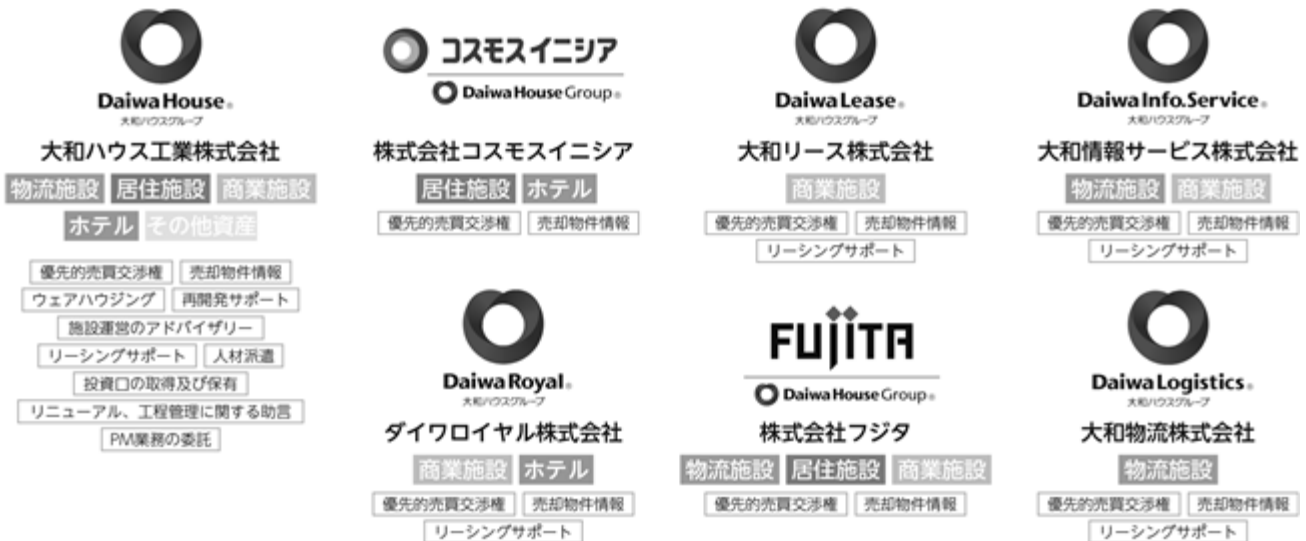 Daiwa House®
大和ハウスグループ
大和ハウス工業株式会社
物流施設 居住施設 商業施設
ホテル その他資産
優先的売買交渉権 売却物件情報
ウェアハウジング 再開発サポート
施設運営のアドバイザリー
リーシングサポート 人材派遣
投資口の取得及び保有
リニューアル、工程管理に関する助言
PM業務の委託
コスモスイニシア
Daiwa House Group®
株式会社コスモスイニシア
居住施設 ホテル
優先的売買交渉権 売却物件情報
Daiwa Lease®
大和ハウスグループ
大和リース株式会社
商業施設
優先的売買交渉権 売却物件情報
リーシングサポート
Daiwa Info.Service®
大和ハウスグループ
大和情報サービス株式会社
物流施設 商業施設
優先的売買交渉権 売却物件情報
リーシングサポート
Daiwa Royal®
大和ハウスグループ
ダイワロイヤル株式会社
商業施設 ホテル
優先的売買交渉権 売却物件情報
リーシングサポート
FUJITA
Daiwa House Group®
株式会社フジタ
物流施設 居住施設 商業施設
優先的売買交渉権 売却物件情報
Daiwa Logistics®
大和ハウスグループ
大和物流株式会社
物流施設
優先的売買交渉権 売却物件情報
リーシングサポート